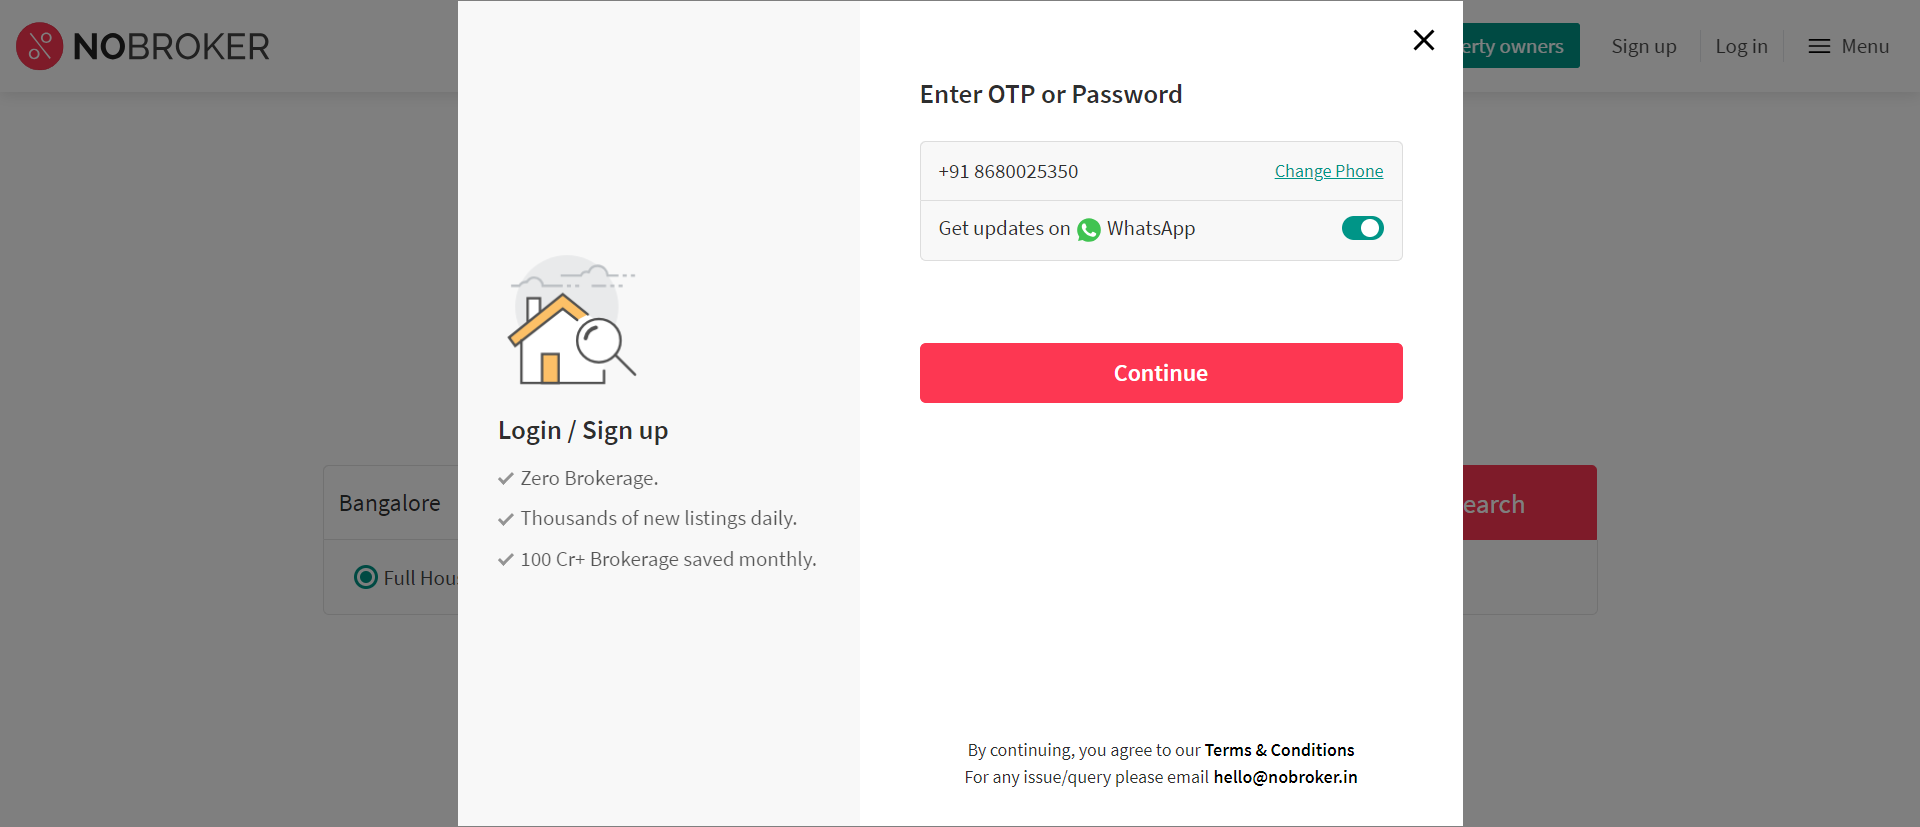 NOBROKER
erty owners
Sign up
Log in
Menu
Enter OTP or Password
+91 8680025350
Change Phone
Get updates on WhatsApp
Continue
Login / Sign up
Zero Brokerage.
Thousands of new listings daily.
100 Cr+ Brokerage saved monthly.
Bangalore
earch
Full Hou
By continuing, you agree to our Terms & Conditions
For any issue/query please email hello@nobroker.in